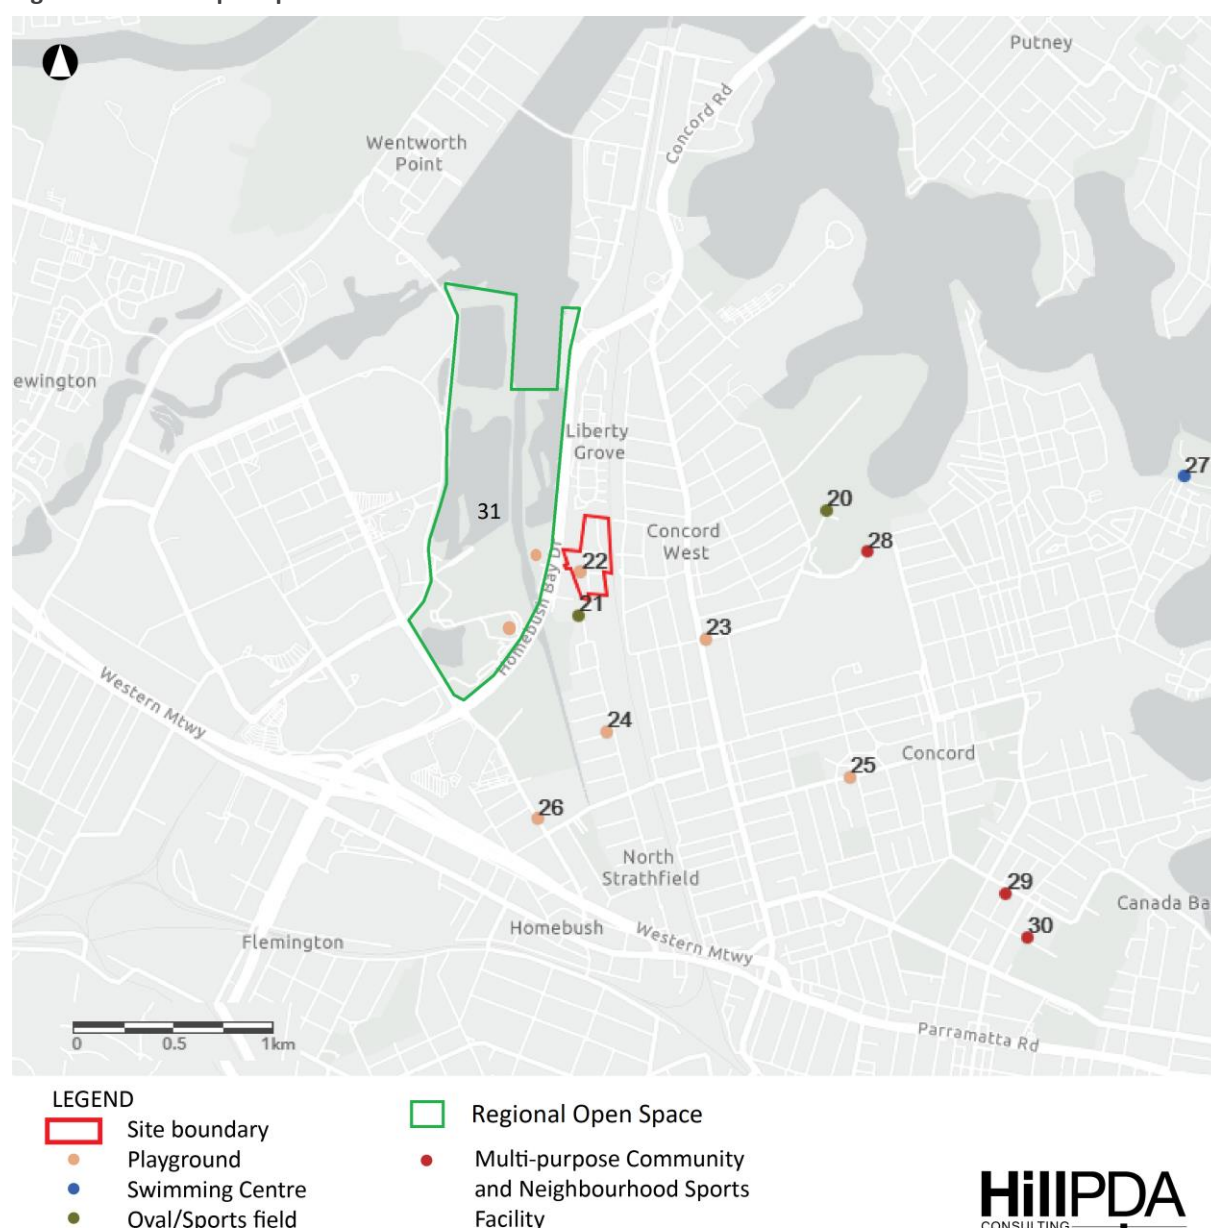 Putney
Concord Rd
Wentworth
Point
ewington
Liberty
Grove
27
31
20
Concord
West
28
22
Homebush Bay Dr
21
23
Western Mtwy
24
25
Concord
26
North
Strathfield
29
Canada Ba
30
Homebush
Western Mtwy
Flemington
Parramatta Rd
0 0.5 1km
LEGEND
Site boundary
Playground
Swimming Centre
Oval/Sports field
Regional Open Space
Multi-purpose Community
and Neighbourhood Sports
Facility
HillPDA
CONSULTING